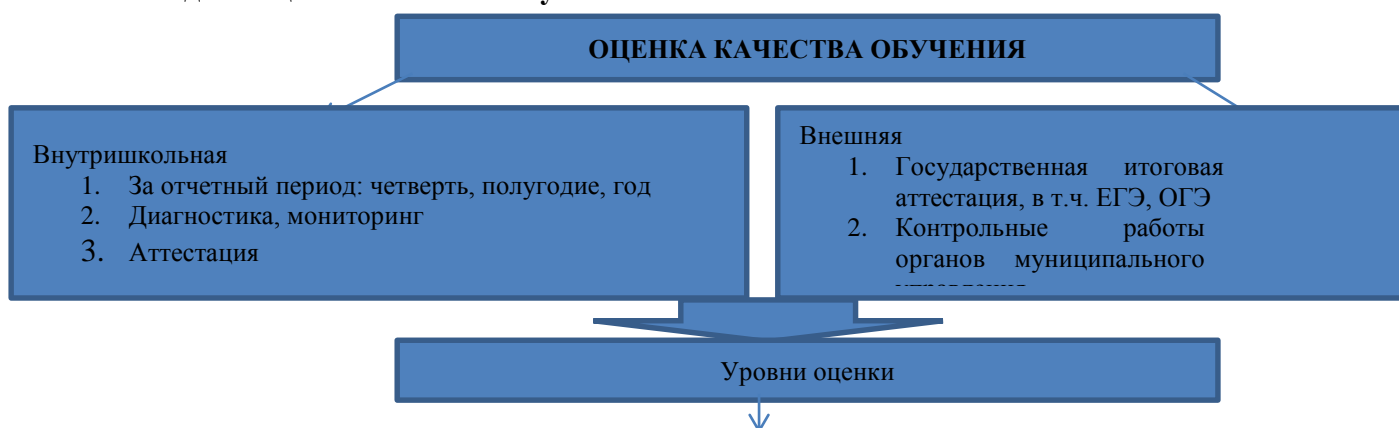 ОЦЕНКА КАЧЕСТВА ОБУЧЕНИЯ
Внутришкольная
1. За отчетный период: четверть, полугодие, год
2. Диагностика, мониторинг
3. Аттестация
Внешняя
1. Государственная итоговая
аттестация, в т.ч. ЕГЭ, ОГЭ
2. Контрольные работы
органов муниципального
Уровни оценки